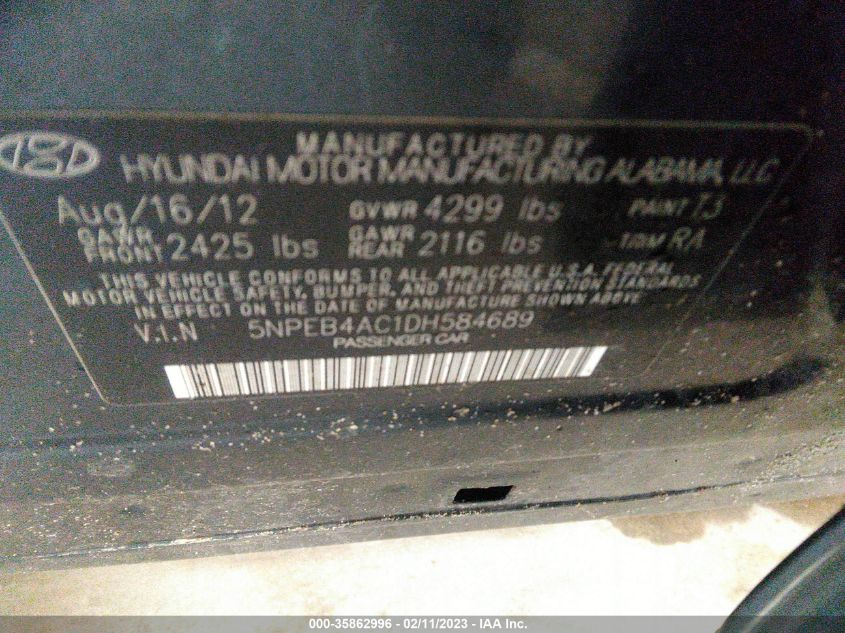 MANUFACTURED BY
HYUNDAI MOTOR MANUFACTURING ALABAMA, LLC
Aug/16/12 GVWR 4299 lbs PAINT T3
GAWR FRONT 2425 lbs GAWR REAR 2116 lbs TRIM RA
THIS VEHICLE CONFORMS TO ALL APPLICABLE U.S.A. FEDERAL
MOTOR VEHICLE SAFETY, BUMPER, AND THEFT PREVENTION STANDARDS
IN EFFECT ON THE DATE OF MANUFACTURE SHOWN ABOVE
V.I.N 5NPEB4AC1DH584689
PASSENGER CAR
000-35862996 - 02/11/2023 - IAA Inc.